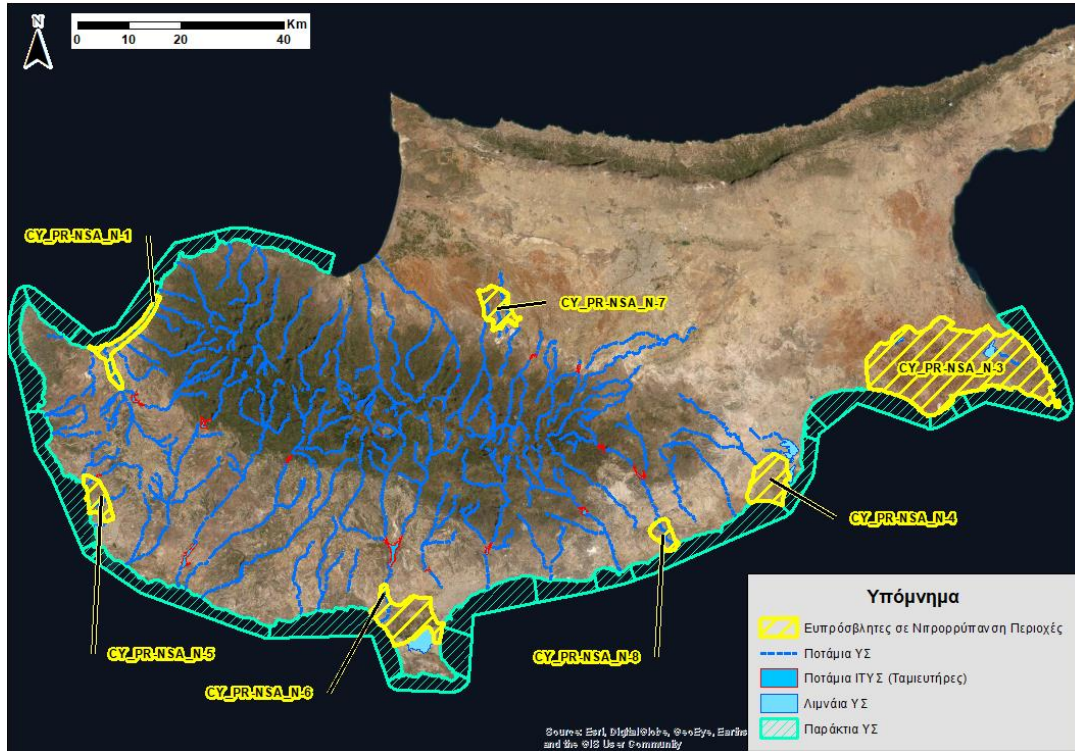 N
Km
0 10 20 40
CY_PR-NSA_N-1
CY_PR-NSA_N-7
CY_PR-NSA_N-3
CY_PR-NSA_N-4
CY_PR-NSA_N-5
CY_PR-NSA_N-6
CY_PR-NSA_N-8
Υπόμνημα
Ευπρόσβλητες σε Νιτρορρύπανση Περιοχές
Ποτάμια ΥΣ
Ποτάμια ΙΤΥΣ (Ταμιευτήρες)
Λιμνάια ΥΣ
Παράκτια ΥΣ
Source: Esri, DigitalGlobe, GeoEye, Earths
and the GIS User Community